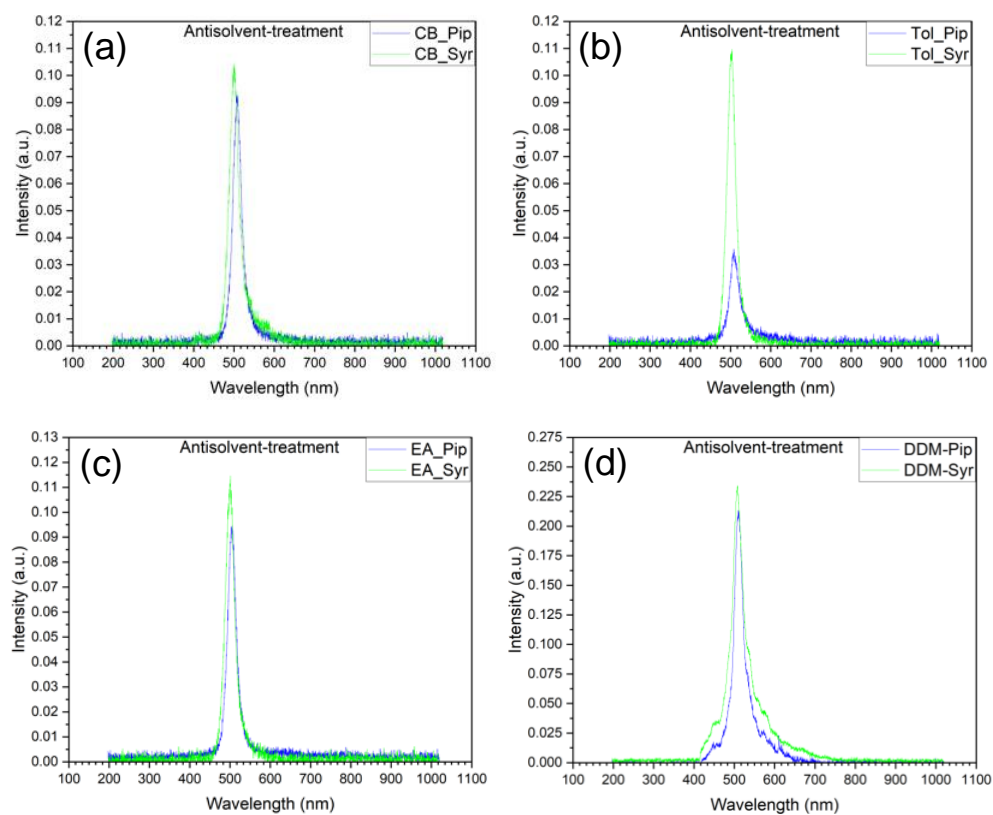 (a)
Antisolvent-treatment
CB_Pip
CB_Syr
0.12
0.11
0.10
0.09
0.08
0.07
0.06
0.05
0.04
0.03
0.02
0.01
0.00
Intensity (a.u.)
100 200 300 400 500 600 700 800 900 1000 1100
Wavelength (nm)
(b)
Antisolvent-treatment
Tol_Pip
Tol_Syr
0.12
0.11
0.10
0.09
0.08
0.07
0.06
0.05
0.04
0.03
0.02
0.01
0.00
Intensity (a.u.)
100 200 300 400 500 600 700 800 900 1000 1100
Wavelength (nm)
(c)
Antisolvent-treatment
EA_Pip
EA_Syr
0.13
0.12
0.11
0.10
0.09
0.08
0.07
0.06
0.05
0.04
0.03
0.02
0.01
0.00
Intensity (a.u.)
100 200 300 400 500 600 700 800 900 1000 1100
Wavelength (nm)
(d)
Antisolvent-treatment
DDM-Pip
DDM-Syr
0.275
0.250
0.225
0.200
0.175
0.150
0.125
0.100
0.075
0.050
0.025
0.000
Intensity (a.u.)
100 200 300 400 500 600 700 800 900 1000 1100
Wavelength (nm)